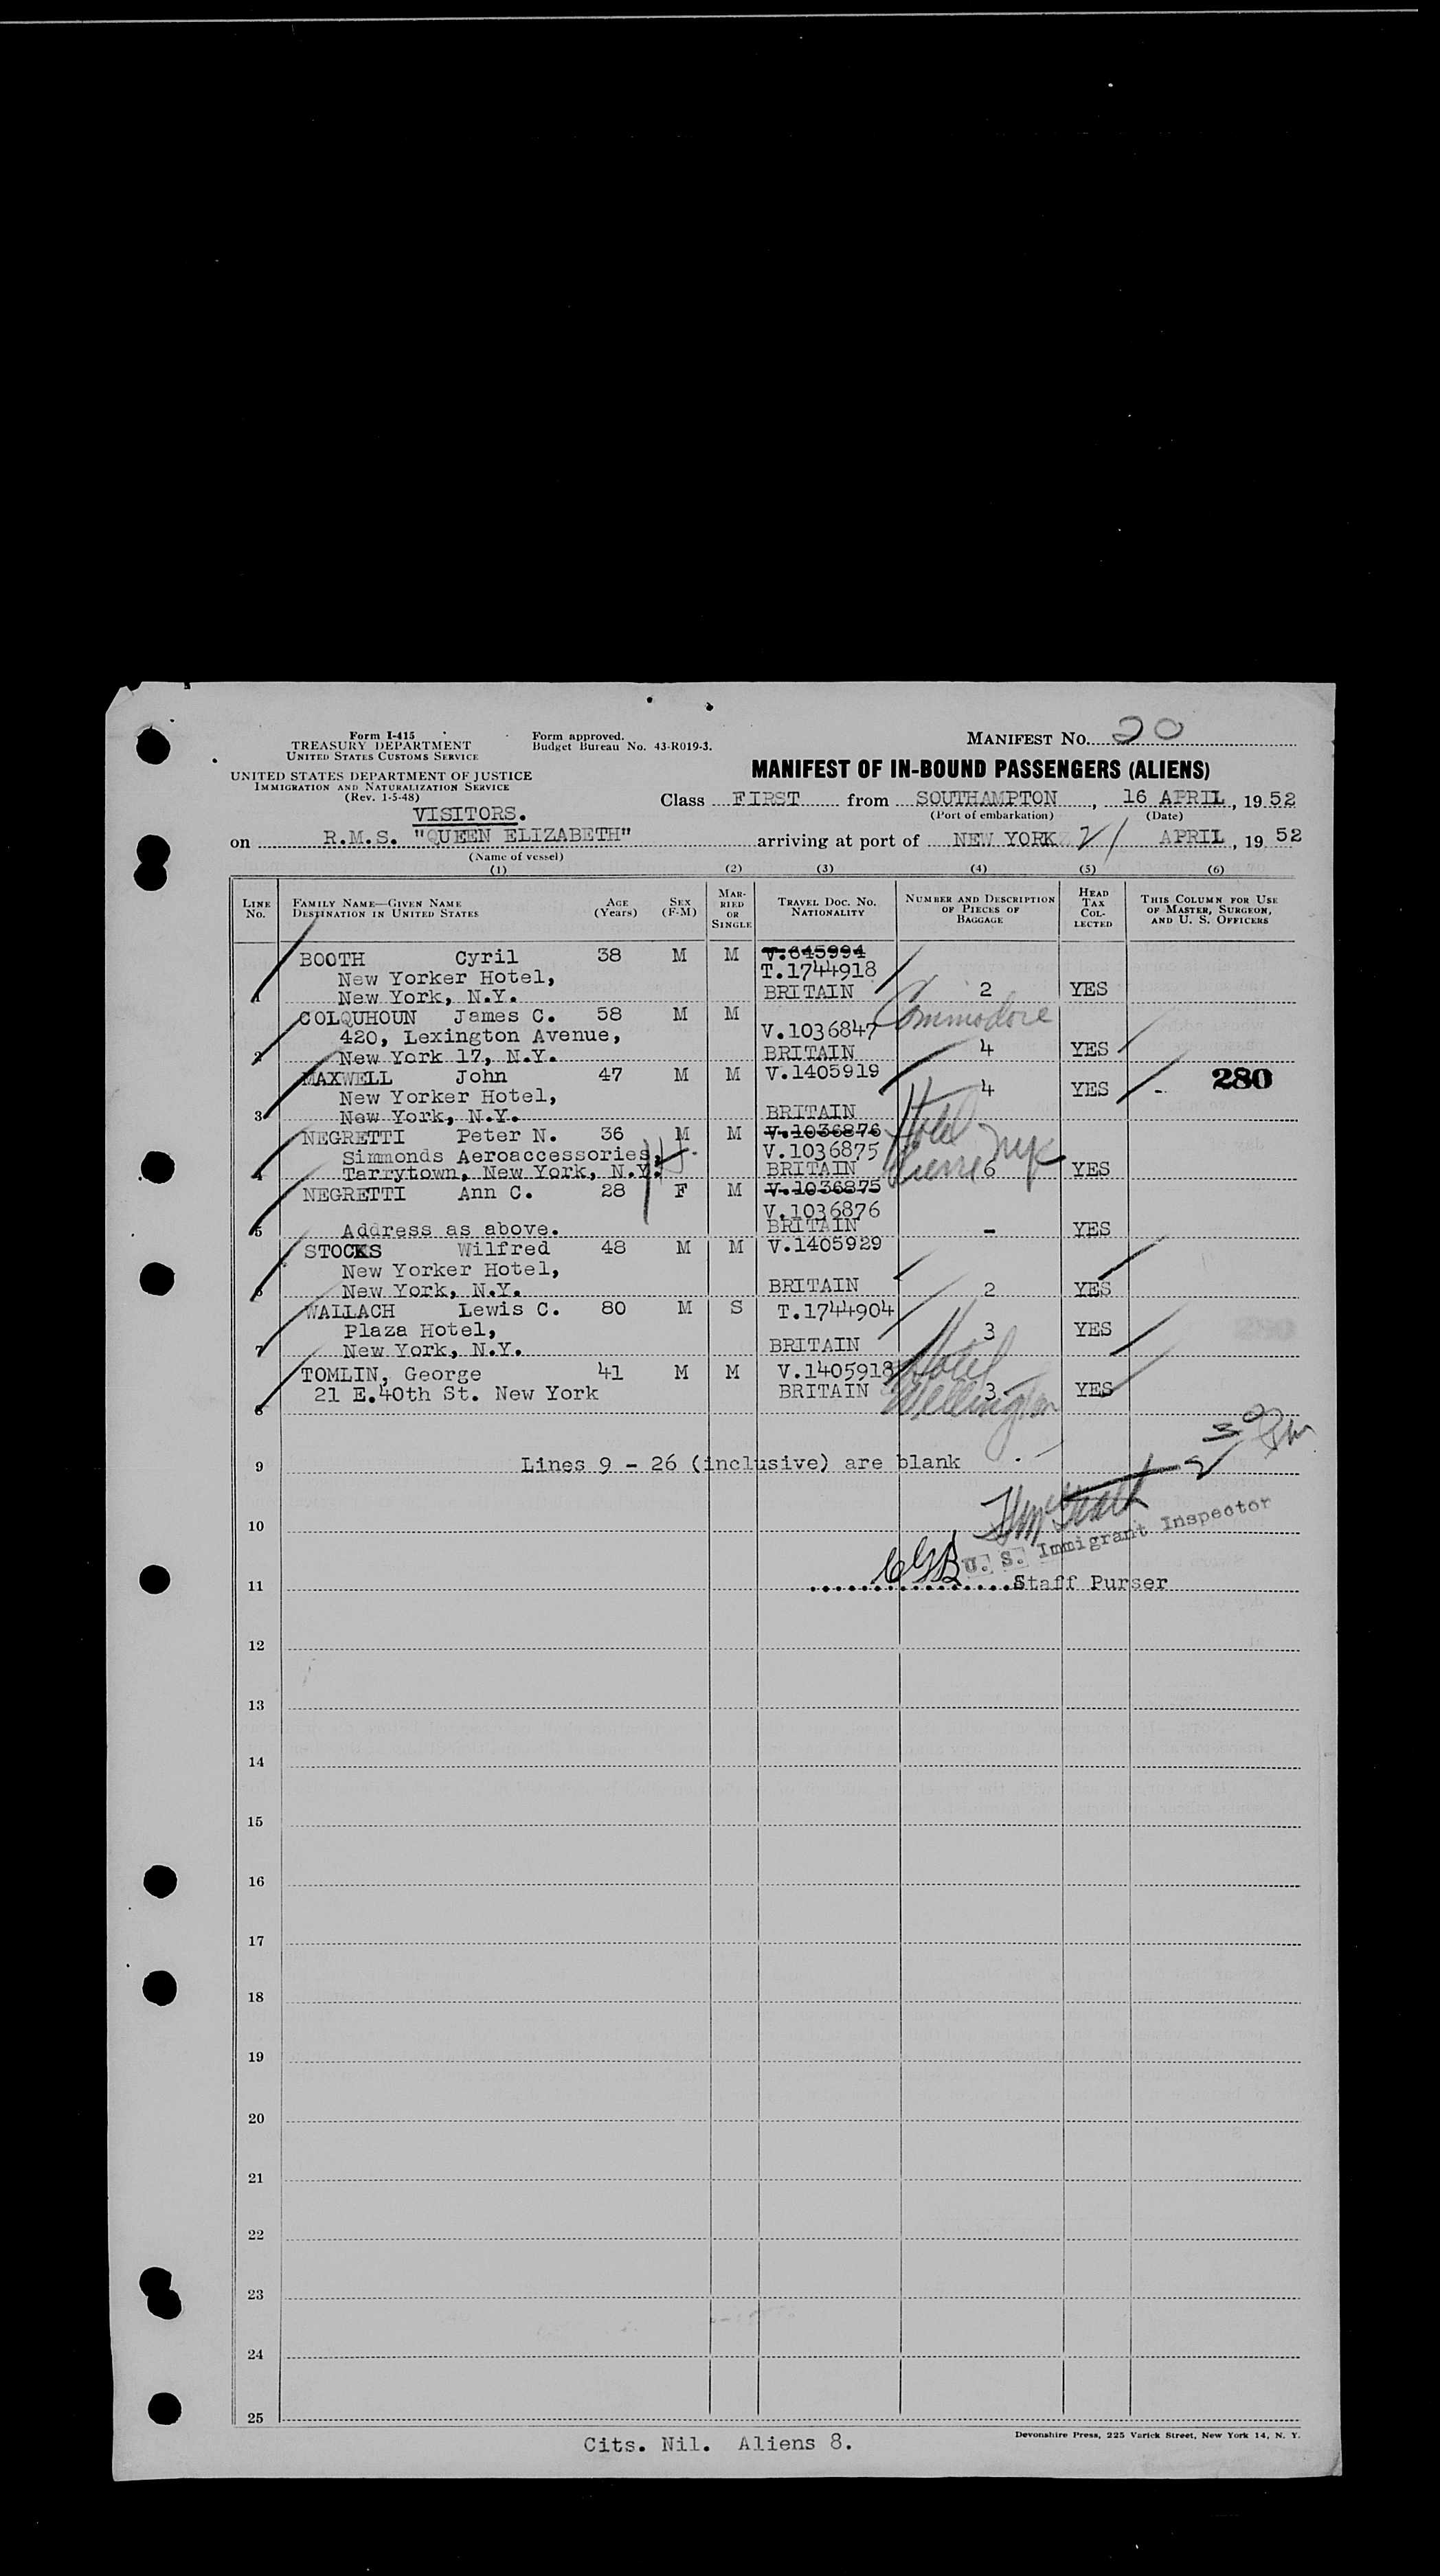 Form I-415
TREASURY DEPARTMENT
UNITED STATES CUSTOMS SERVICE
Form approved.
Budget Bureau No. 43-R019-3.
MANIFEST NO. 20
UNITED STATES DEPARTMENT OF JUSTICE
IMMIGRATION AND NATURALIZATION SERVICE
(Rev. 1-5-48)
MANIFEST OF IN-BOUND PASSENGERS (ALIENS)
VISITORS.
Class FIRST from SOUTHAMPTON, 16 APRIL, 1952
(Port of embarkation) (Date)
on R.M.S. "QUEEN ELIZABETH" arriving at port of NEW YORK 21 APRIL, 1952
(Name of vessel)
(1) (2) (3) (4) (5) (6)
LINE No. FAMILY NAME—GIVEN NAME DESTINATION IN UNITED STATES AGE (Years) SEX (F-M) MARRIED OR SINGLE TRAVEL DOC. NO. NATIONALITY NUMBER AND DESCRIPTION OF PIECES OF BAGGAGE HEAD TAX COLLECTED THIS COLUMN FOR USE OF MASTER, SURGEON, AND U. S. OFFICERS
BOOTH Cyril 38 M M V.645994
New Yorker Hotel, T.1744918
1 New York, N.Y. BRITAIN 2 YES
COLQUHOUN James C. 58 M M Commodore
420, Lexington Avenue, V.1036847
2 New York 17, N.Y. BRITAIN 4 YES
MAXWELL John 47 M M V.1405919
New Yorker Hotel, 4 YES - 280
3 New York, N.Y. BRITAIN
NEGRETTI Peter N. 36 M M V.1036876 Hotel
Simmonds Aeroaccessories, V.1036875 Pierre NYK
4 Tarrytown, New York, N.Y. BRITAIN 6 YES
NEGRETTI Ann C. 28 F M V.1036875
V.1036876
5 Address as above. BRITAIN - YES
STOCKS Wilfred 48 M M V.1405929
New Yorker Hotel,
6 New York, N.Y. BRITAIN 2 YES
WALLACH Lewis C. 80 M S T.1744904
Plaza Hotel, 3 YES
7 New York, N.Y. BRITAIN
TOMLIN, George 41 M M V.1405918 Hotel
21 E.40th St. New York BRITAIN Wellington 3 YES
8
9 Lines 9 - 26 (inclusive) are blank
10
U. S. Immigrant Inspector
11 CGB Staff Purser
12
13
14
15
16
17
18
19
20
21
22
23
24
25
Cits. Nil. Aliens 8.
Devonshire Press, 225 Varick Street, New York 14, N. Y.